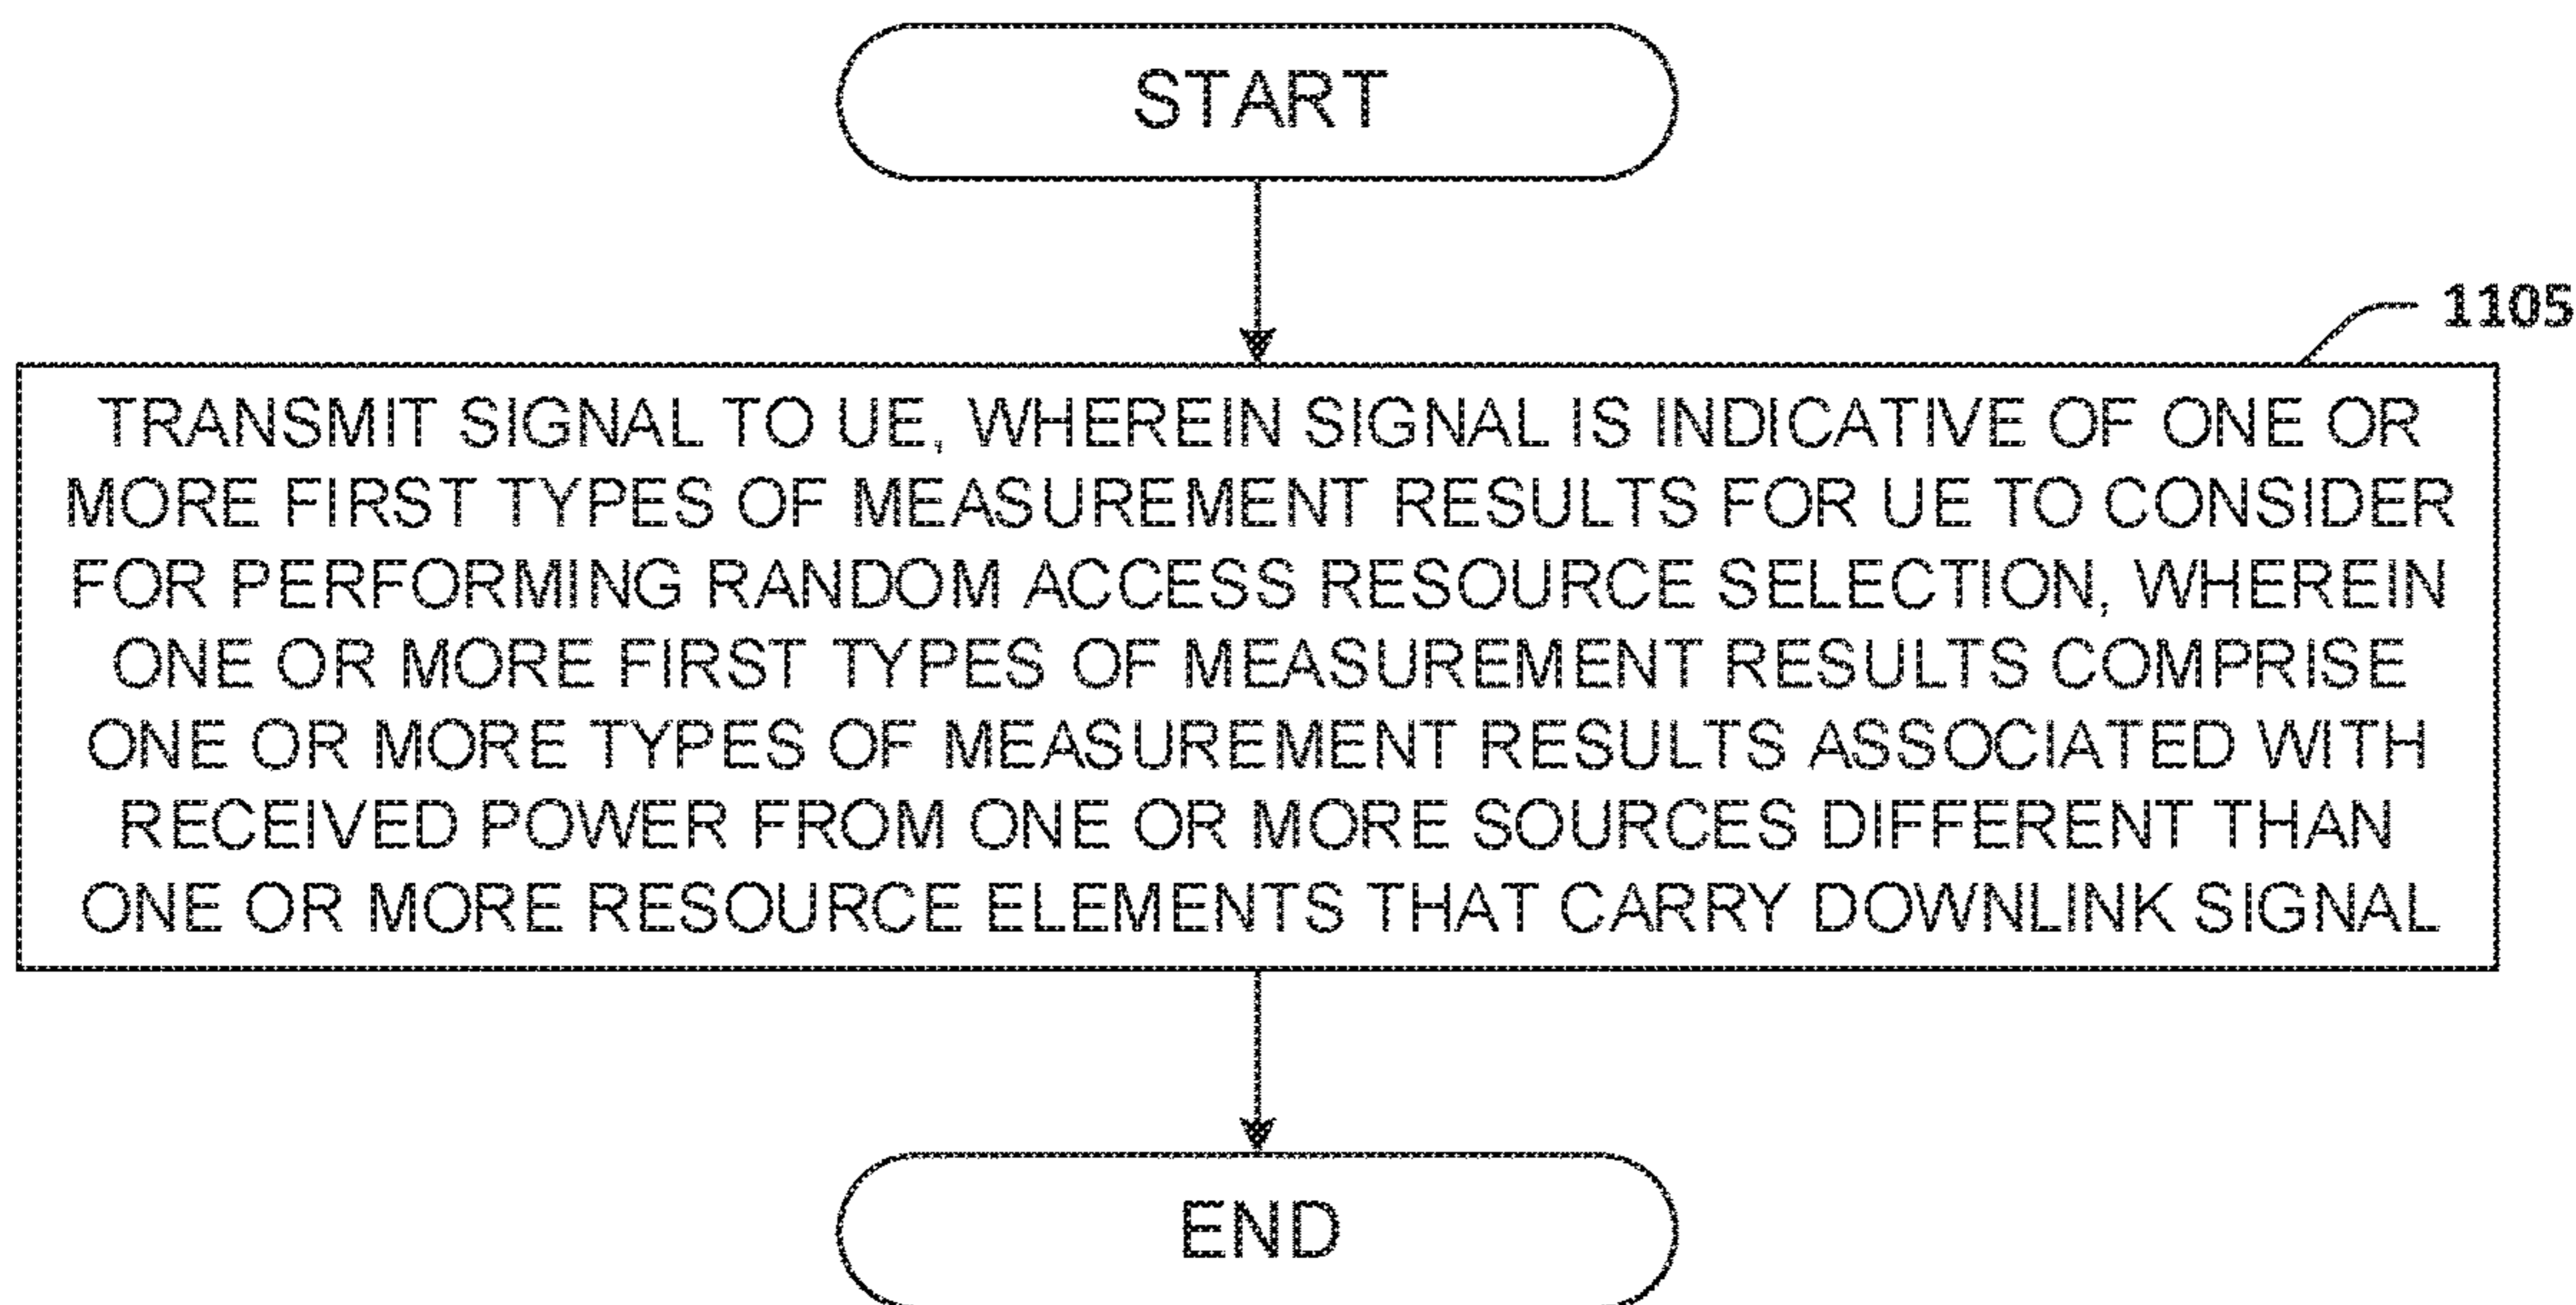 START
1105
TRANSMIT SIGNAL TO UE, WHEREIN SIGNAL IS INDICATIVE OF ONE OR
MORE FIRST TYPES OF MEASUREMENT RESULTS FOR UE TO CONSIDER
FOR PERFORMING RANDOM ACCESS RESOURCE SELECTION, WHEREIN
ONE OR MORE FIRST TYPES OF MEASUREMENT RESULTS COMPRISE
ONE OR MORE TYPES OF MEASUREMENT RESULTS ASSOCIATED WITH
RECEIVED POWER FROM ONE OR MORE SOURCES DIFFERENT THAN
ONE OR MORE RESOURCE ELEMENTS THAT CARRY DOWNLINK SIGNAL
END